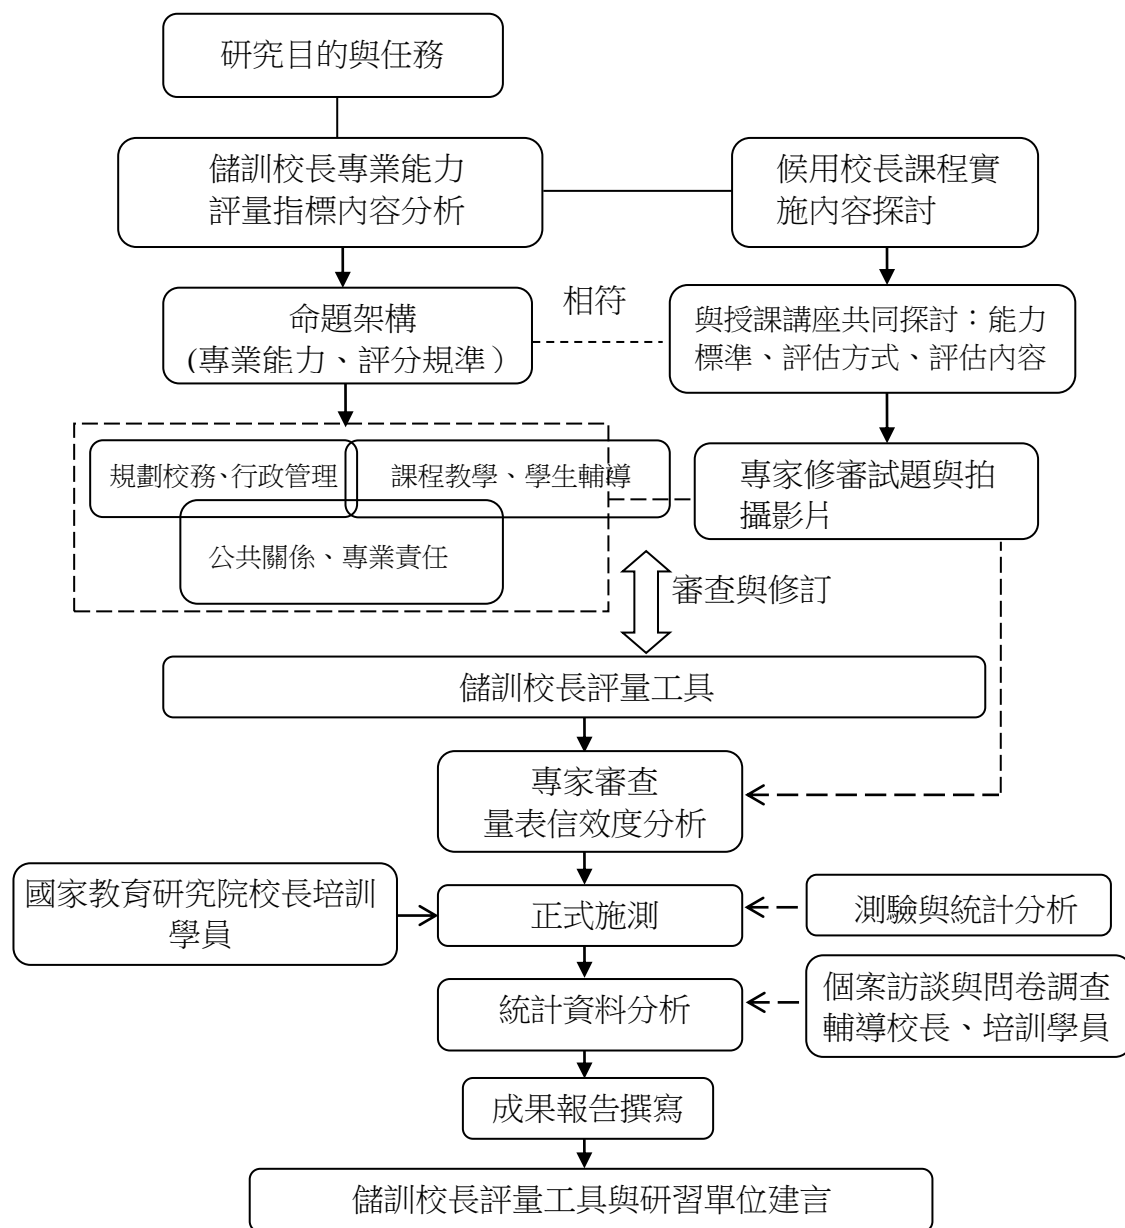 研究目的與任務
儲訓校長專業能力
評量指標內容分析
候用校長課程實
施內容探討
命題架構
(專業能力、評分規準）
相符
與授課講座共同探討：能力
標準、評估方式、評估內容
規劃校務、行政管理
課程教學、學生輔導
公共關係、專業責任
專家修審試題與拍
攝影片
審查與修訂
儲訓校長評量工具
專家審查
量表信效度分析
國家教育研究院校長培訓
學員
正式施測
測驗與統計分析
統計資料分析
個案訪談與問卷調查
輔導校長、培訓學員
成果報告撰寫
儲訓校長評量工具與研習單位建言